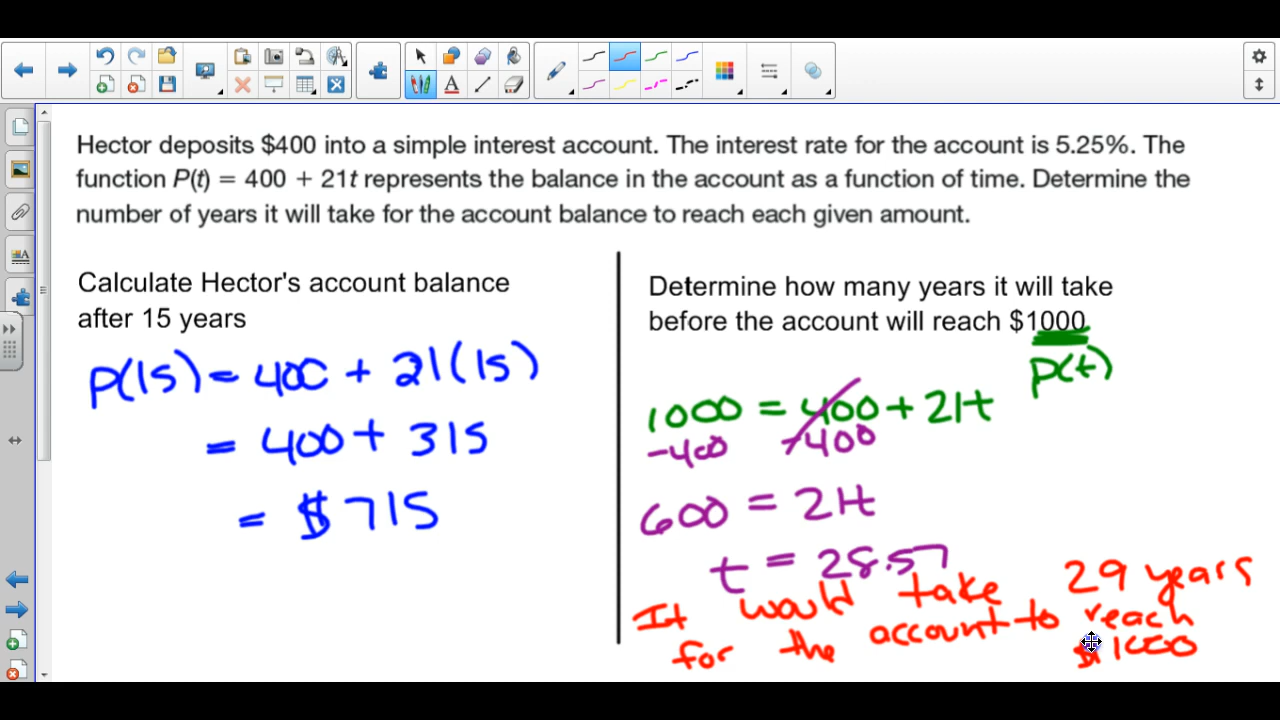 Hector deposits $400 into a simple interest account. The interest rate for the account is 5.25%. The
function P(t) = 400 + 21t represents the balance in the account as a function of time. Determine the
number of years it will take for the account balance to reach each given amount.
Calculate Hector's account balance
after 15 years
P(15) = 400 + 21(15)
= 400 + 315
= $715
Determine how many years it will take
before the account will reach $1000
P(t)
1000 = 400 + 21t
-400 -400
600 = 21t
t = 28.57
It would take 29 years
for the account to reach
$1000